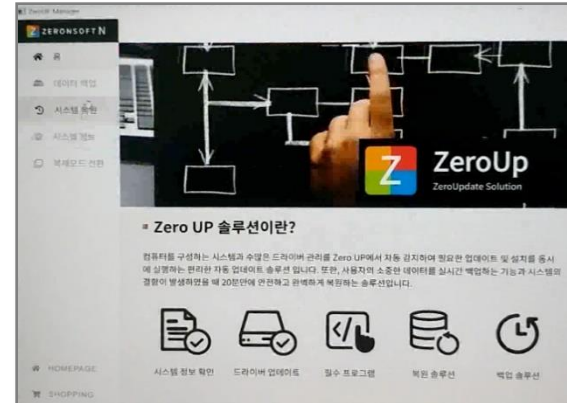 ZeroUP Manager
ZERONSOFT N
홈
데이터 백업
시스템 복원
시스템 정보
복제모드 전환
HOMEPAGE
SHOPPING
Z ZeroUp
ZeroUpdate Solution
Zero UP 솔루션이란?
컴퓨터를 구성하는 시스템과 수많은 드라이버 관리를 Zero UP에서 자동 감지하여 필요한 업데이트 및 설치를 동시
에 실행하는 편리한 자동 업데이트 솔루션 입니다. 또한, 사용자의 소중한 데이터를 실시간 백업하는 기능과 시스템의
결함이 발생하였을 때 20분만에 안전하고 완벽하게 복원하는 솔루션입니다.
시스템 정보 확인
드라이버 업데이트
필수 프로그램
복원 솔루션
백업 솔루션